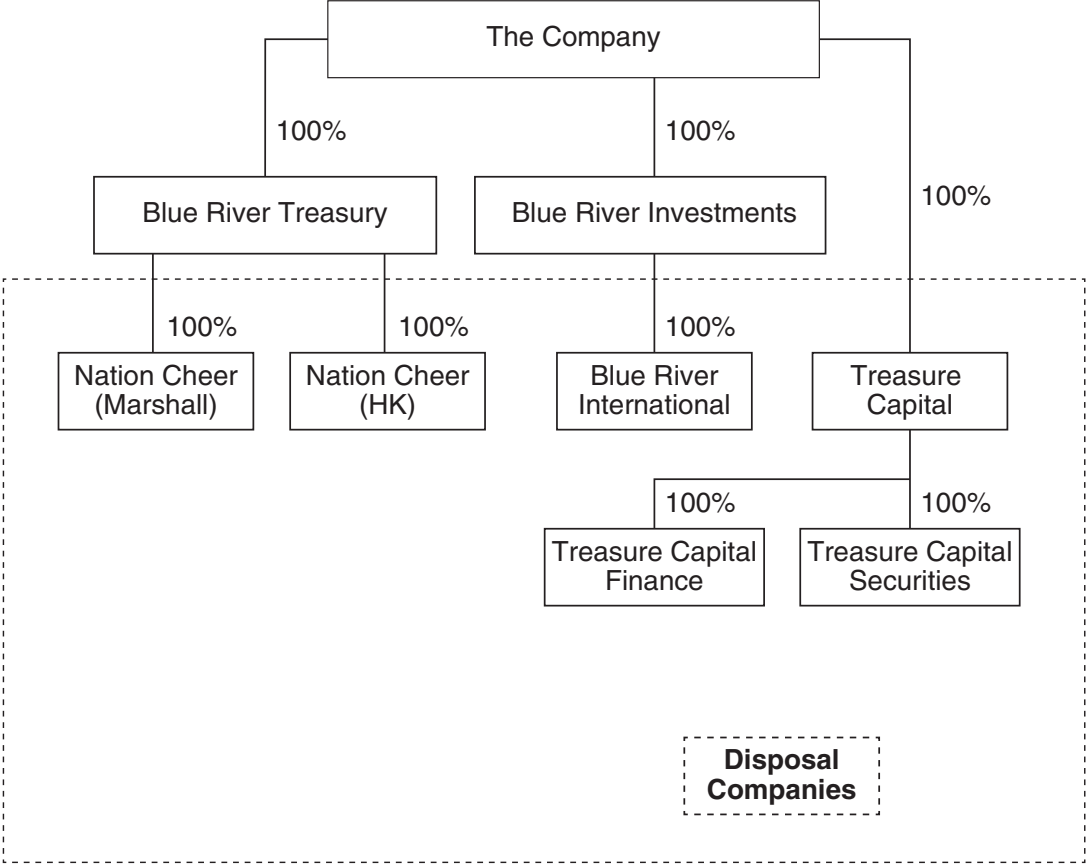 The Company
100%
100%
100%
Blue River Treasury
Blue River Investments
100%
100%
100%
Nation Cheer
(Marshall)
Nation Cheer
(HK)
Blue River
International
Treasure
Capital
100%
100%
Treasure Capital
Finance
Treasure Capital
Securities
Disposal
Companies